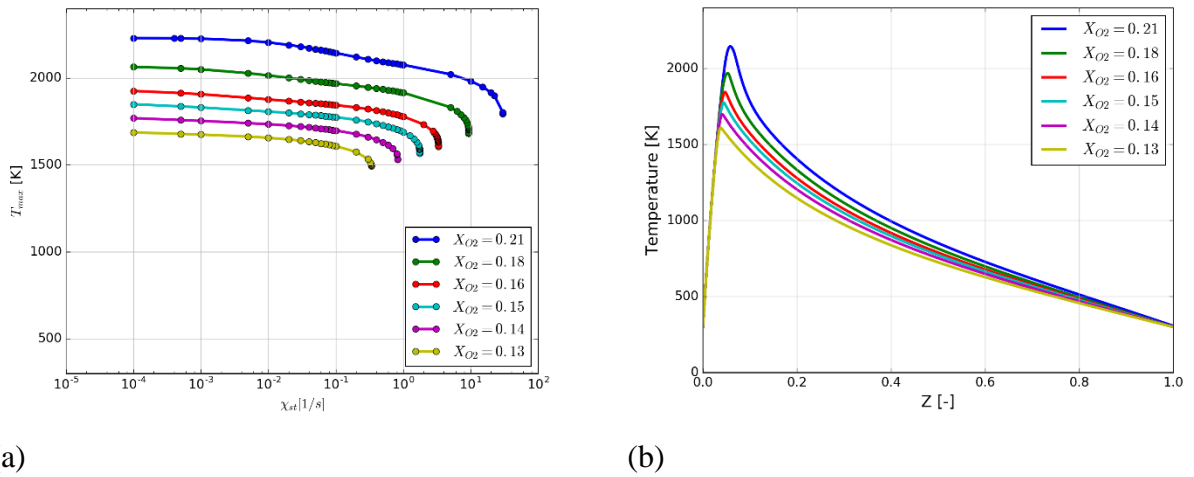 2000
1500
1000
500
T_max [K]
10^-5 10^-4 10^-3 10^-2 10^-1 10^0 10^1 10^2
χ_st[1/s]
X_O2 = 0.21
X_O2 = 0.18
X_O2 = 0.16
X_O2 = 0.15
X_O2 = 0.14
X_O2 = 0.13
a)
2000
1500
1000
500
0
Temperature [K]
0.0 0.2 0.4 0.6 0.8 1.0
Z [-]
X_O2 = 0.21
X_O2 = 0.18
X_O2 = 0.16
X_O2 = 0.15
X_O2 = 0.14
X_O2 = 0.13
(b)